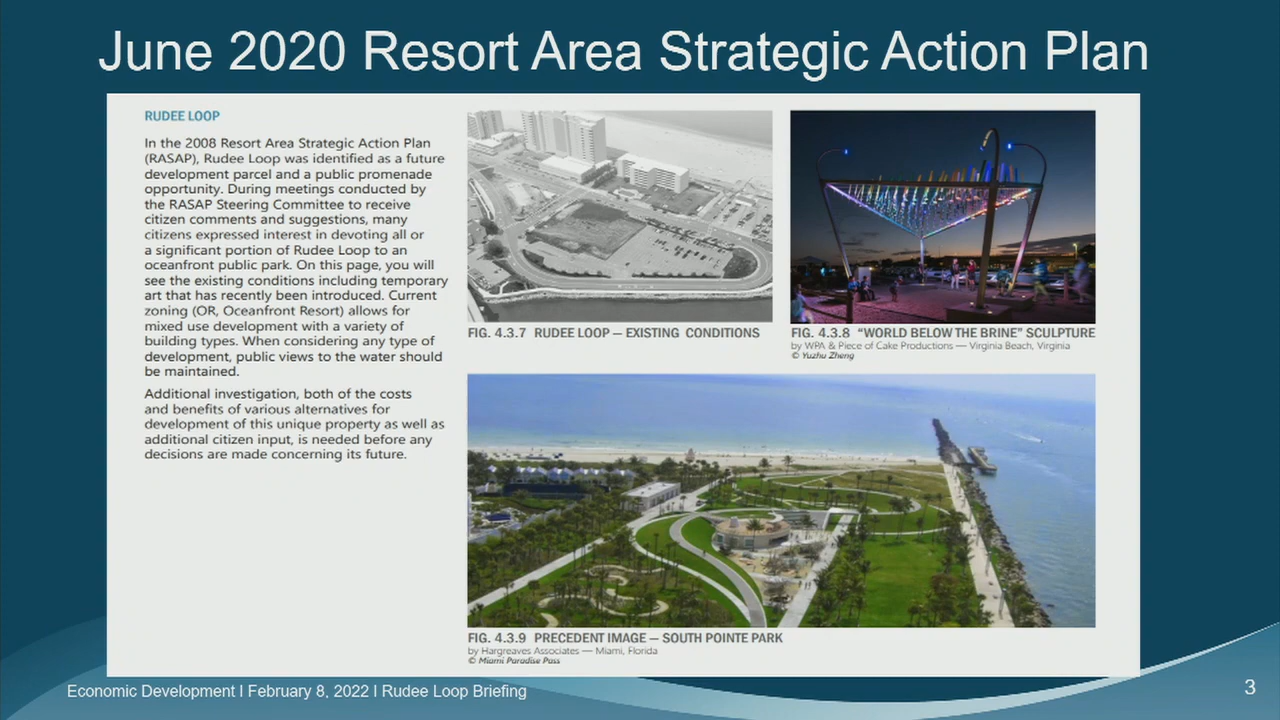 June 2020 Resort Area Strategic Action Plan
RUDEE LOOP
In the 2008 Resort Area Strategic Action Plan
(RASAP), Rudee Loop was identified as a future
development parcel and a public promenade
opportunity. During meetings conducted by
the RASAP Steering Committee to receive
citizen comments and suggestions, many
citizens expressed interest in devoting all or
a significant portion of Rudee Loop to an
oceanfront public park. On this page, you will
see the existing conditions including temporary
art that has recently been introduced. Current
zoning (OR, Oceanfront Resort) allows for
mixed use development with a variety of
building types. When considering any type of
development, public views to the water should
be maintained.
Additional investigation, both of the costs
and benefits of various alternatives for
development of this unique property as well as
additional citizen input, is needed before any
decisions are made concerning its future.
FIG. 4.3.7 RUDEE LOOP — EXISTING CONDITIONS
FIG. 4.3.8 “WORLD BELOW THE BRINE” SCULPTURE
by WPA & Piece of Cake Productions — Virginia Beach, Virginia
© Yuzhu Zheng
FIG. 4.3.9 PRECEDENT IMAGE — SOUTH POINTE PARK
by Hargreaves Associates — Miami, Florida
© Miami Paradise Pass
Economic Development I February 8, 2022 I Rudee Loop Briefing
3